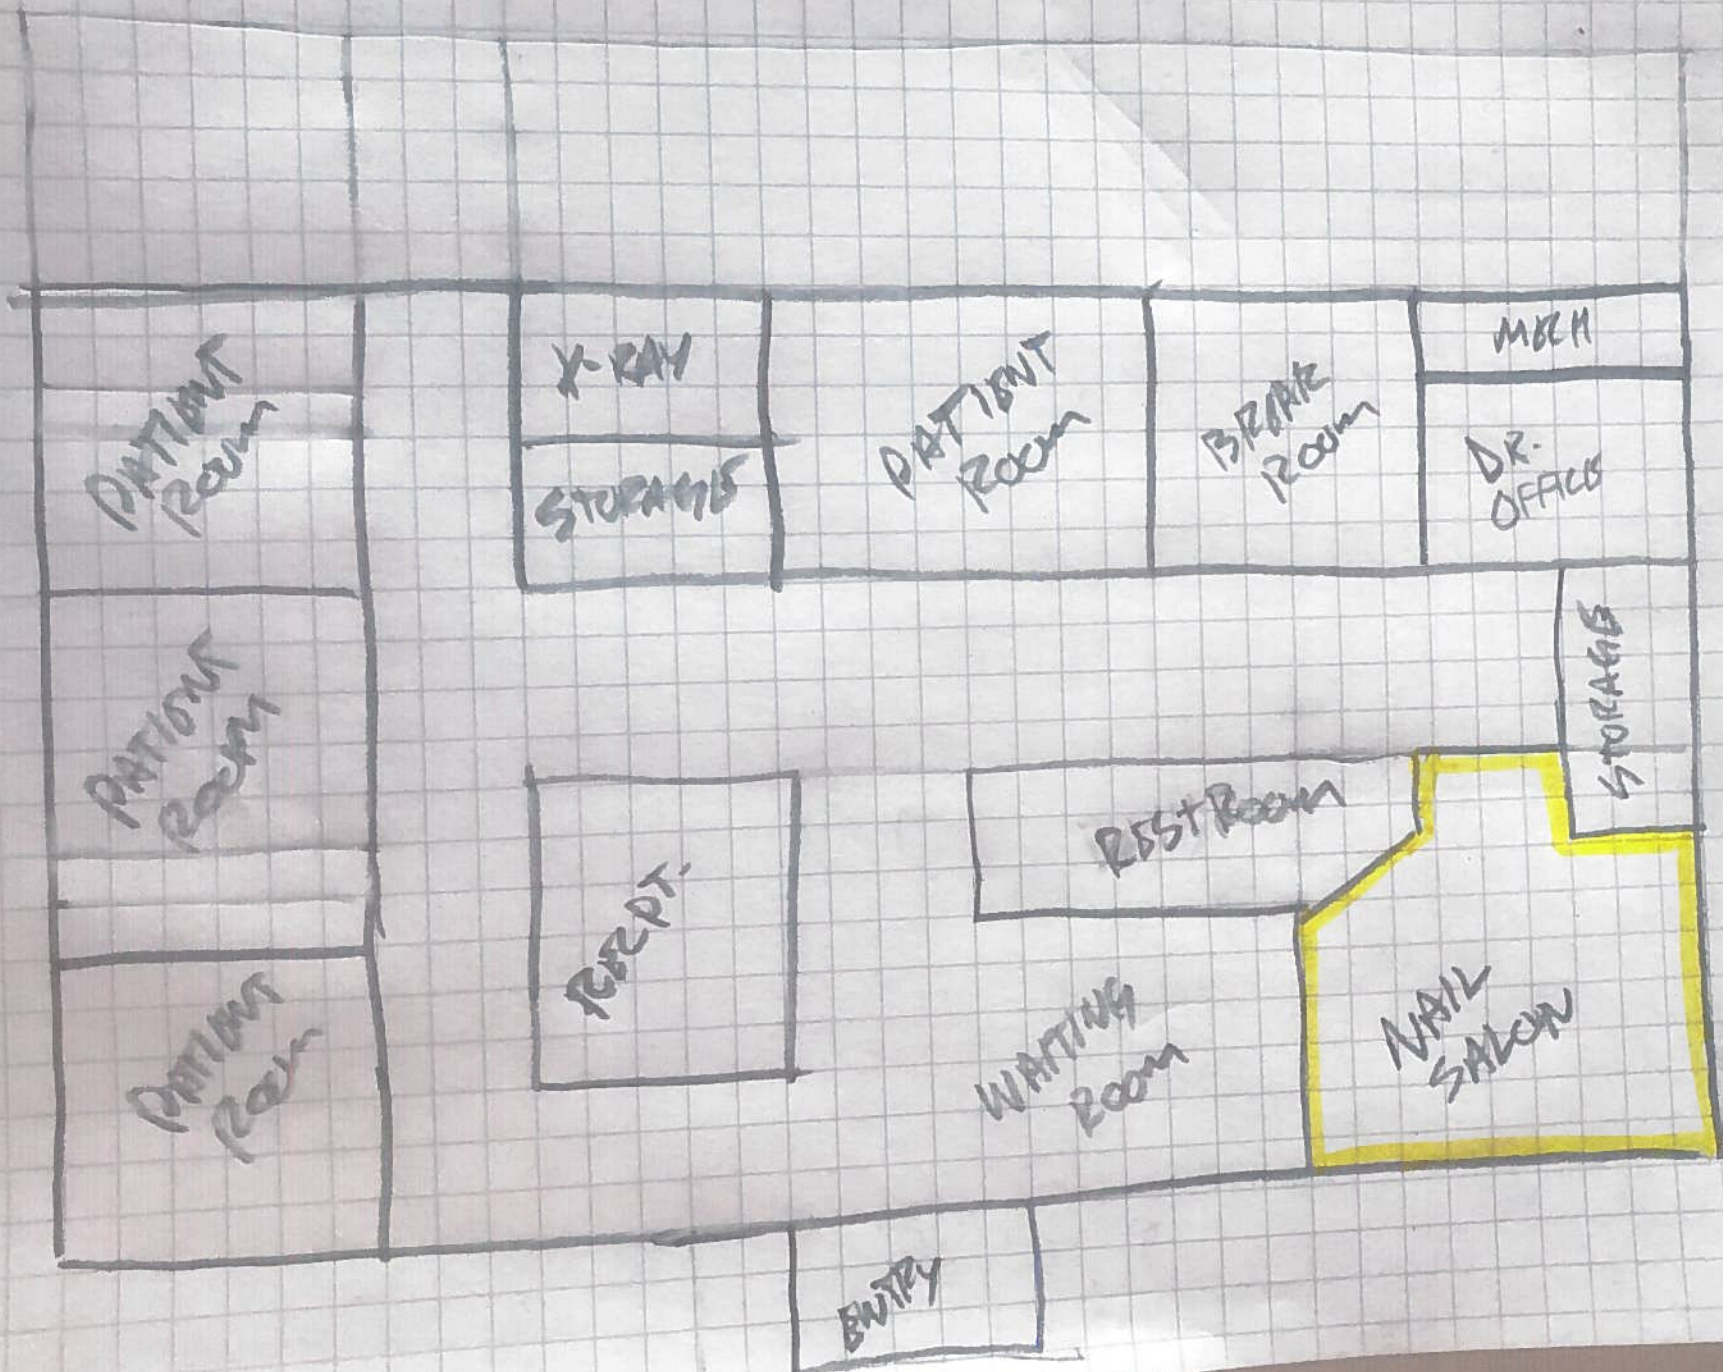 PATIENT
ROOM
X-RAY
STORAGE
PATIENT
ROOM
BREAK
ROOM
MECH
DR.
OFFICE
STORAGE
PATIENT
ROOM
RECPT.
RESTROOM
WAITING
ROOM
NAIL
SALON
PATIENT
ROOM
ENTRY